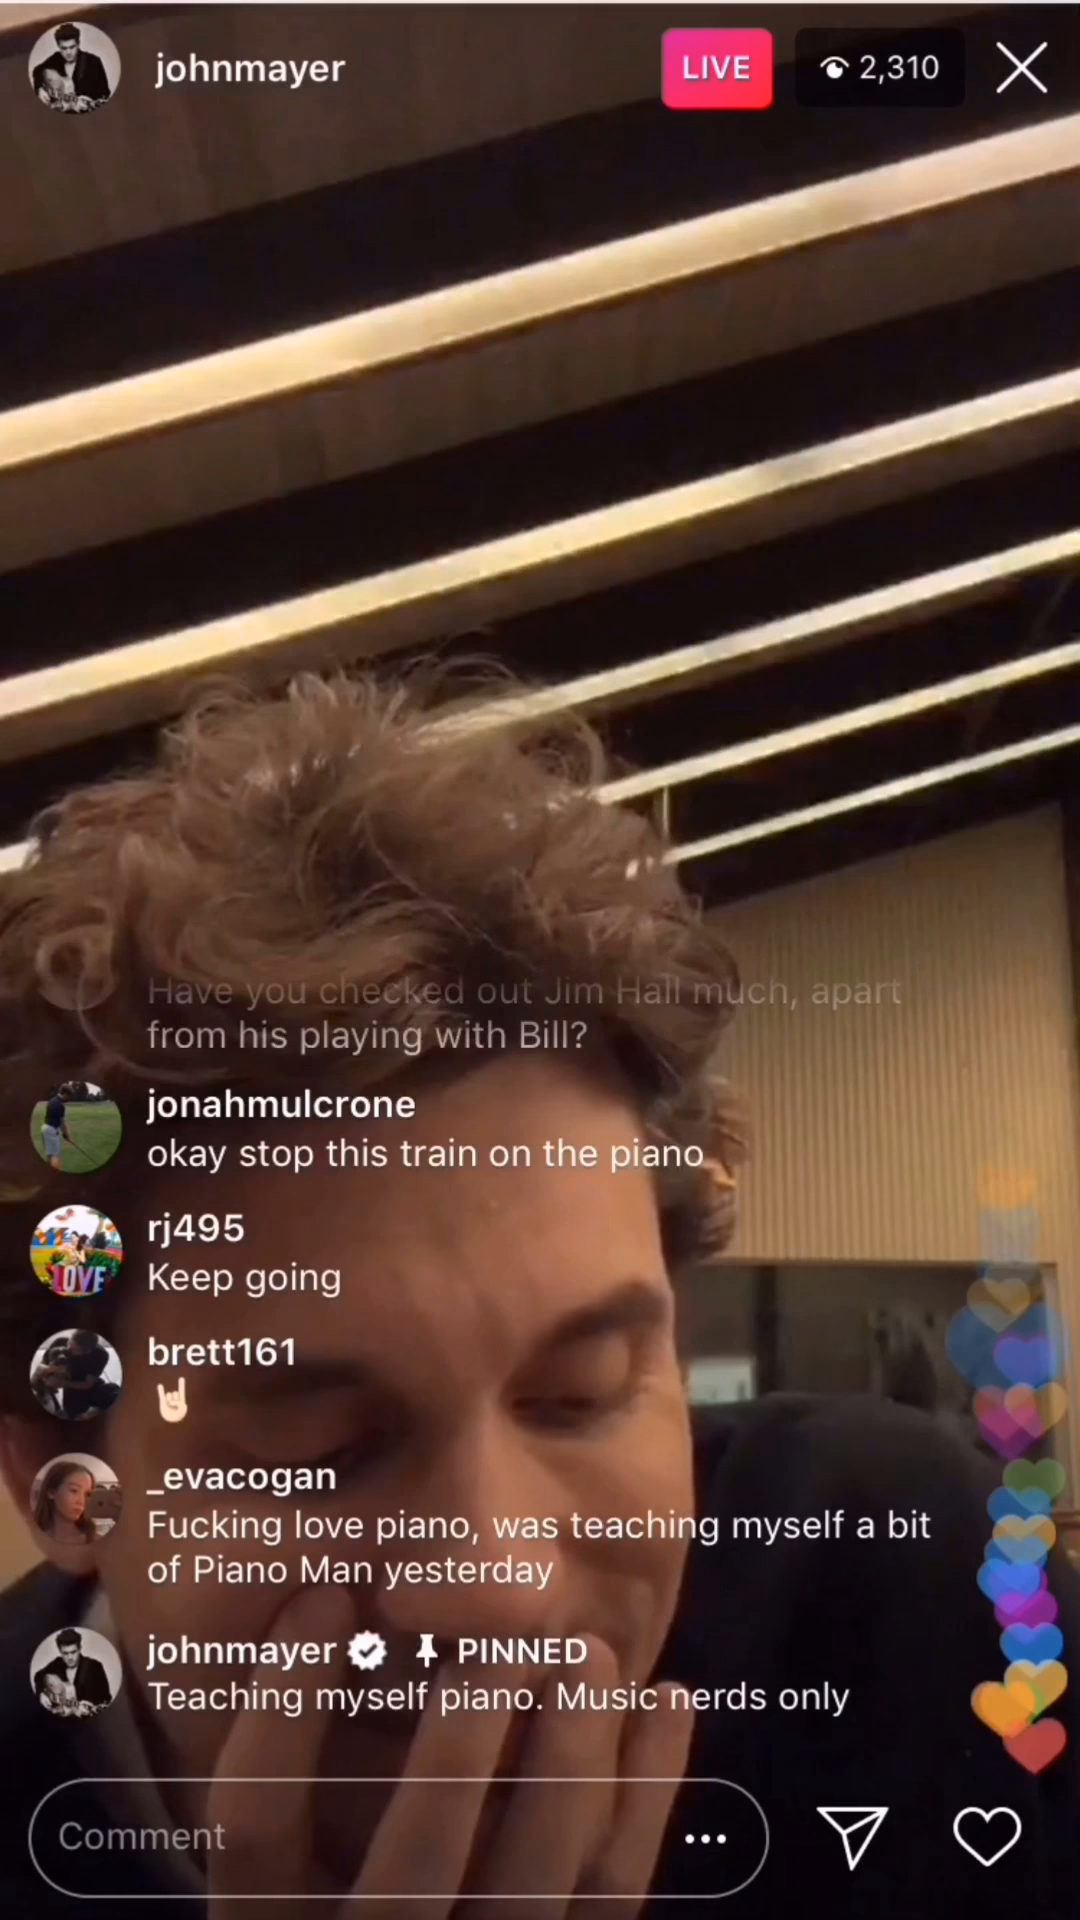 johnmayer
LIVE
2,310
Have you checked out Jim Hall much, apart
from his playing with Bill?
jonahmulcrone
okay stop this train on the piano
rj495
Keep going
brett161
🤘🏻
_evacogan
Fucking love piano, was teaching myself a bit
of Piano Man yesterday
johnmayer PINNED
Teaching myself piano. Music nerds only
Comment
LOVE